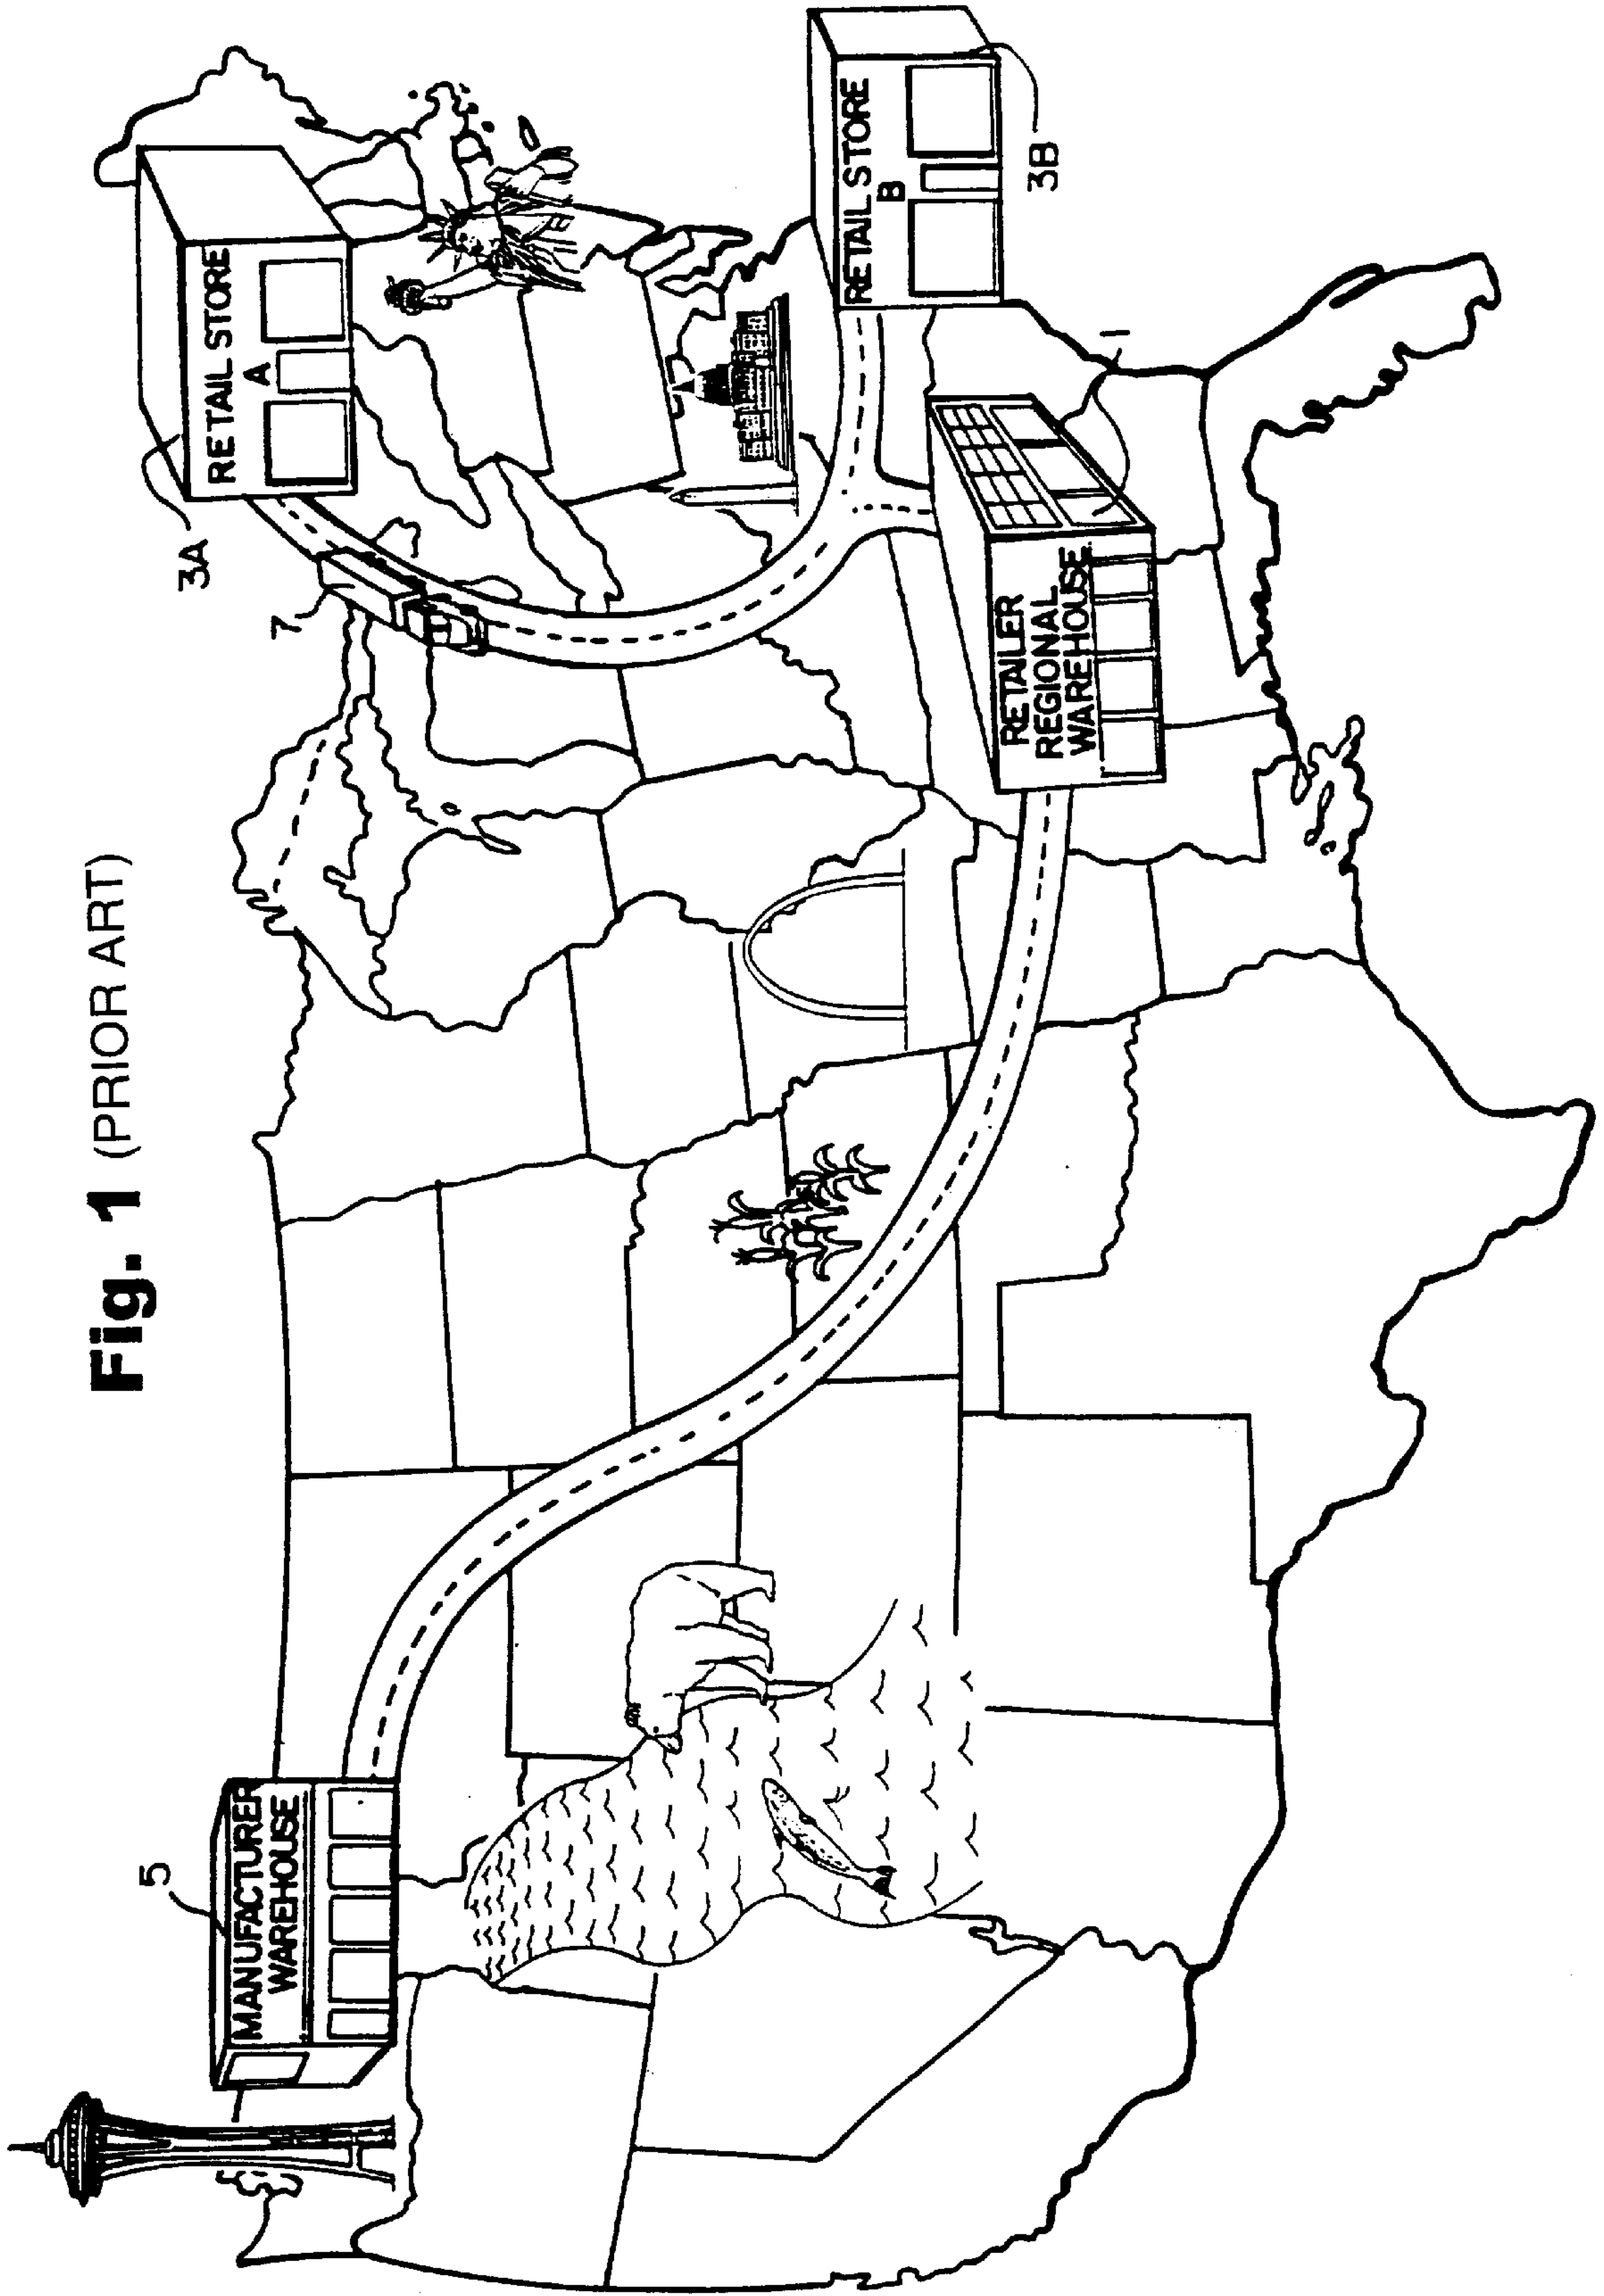 Fig. 1 (PRIOR ART)
5
MANUFACTURER
WAREHOUSE
7
3A
RETAIL STORE
A
RETAILER
REGIONAL
WAREHOUSE
1
RETAIL STORE
B
3B